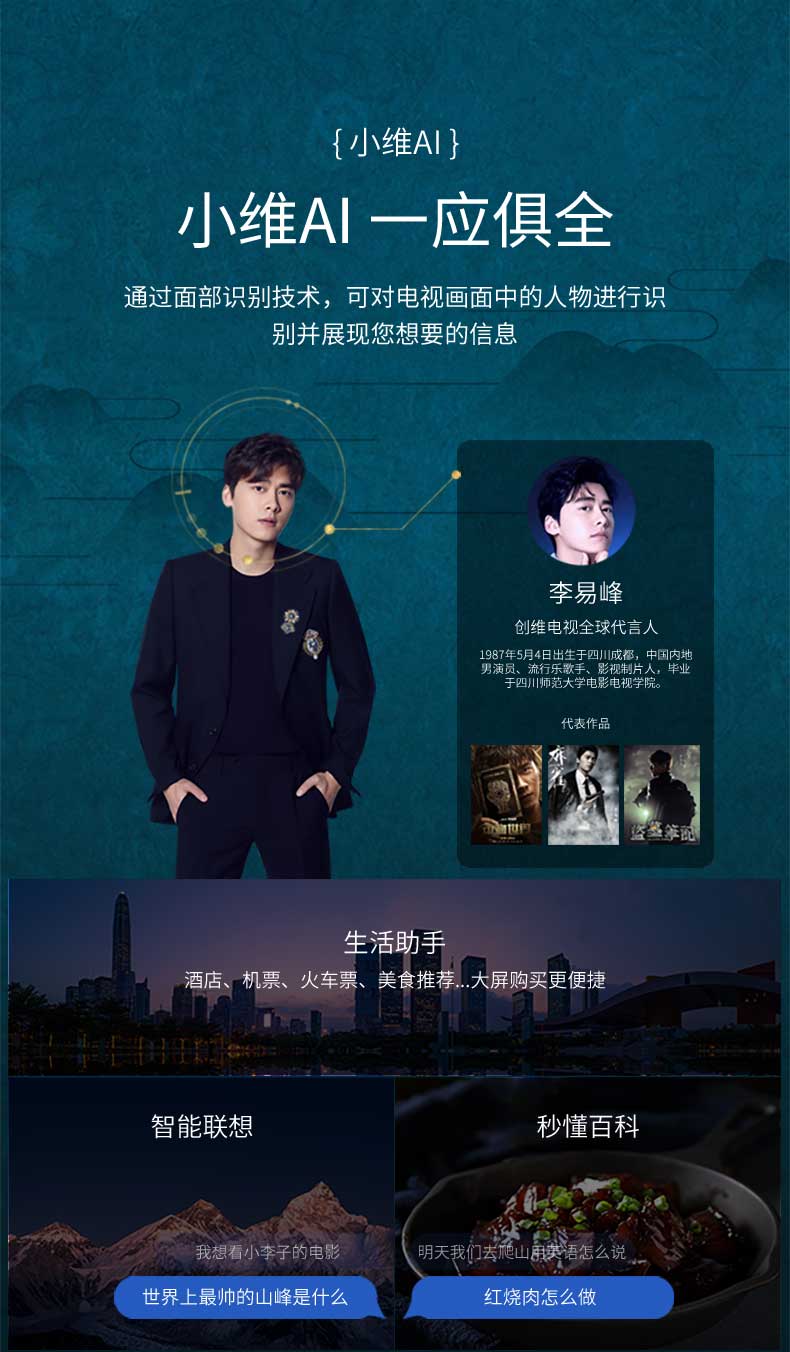 { 小维AI }
小维AI 一应俱全
通过面部识别技术，可对电视画面中的人物进行识
别并展现您想要的信息
李易峰
创维电视全球代言人
1987年5月4日出生于四川成都，中国内地
男演员、流行乐歌手、影视制片人，毕业
于四川师范大学电影电视学院。
代表作品
盗墓笔记
生活助手
酒店、机票、火车票、美食推荐...大屏购买更便捷
智能联想
我想看小李子的电影
世界上最帅的山峰是什么
秒懂百科
明天我们去爬山用英语怎么说
红烧肉怎么做